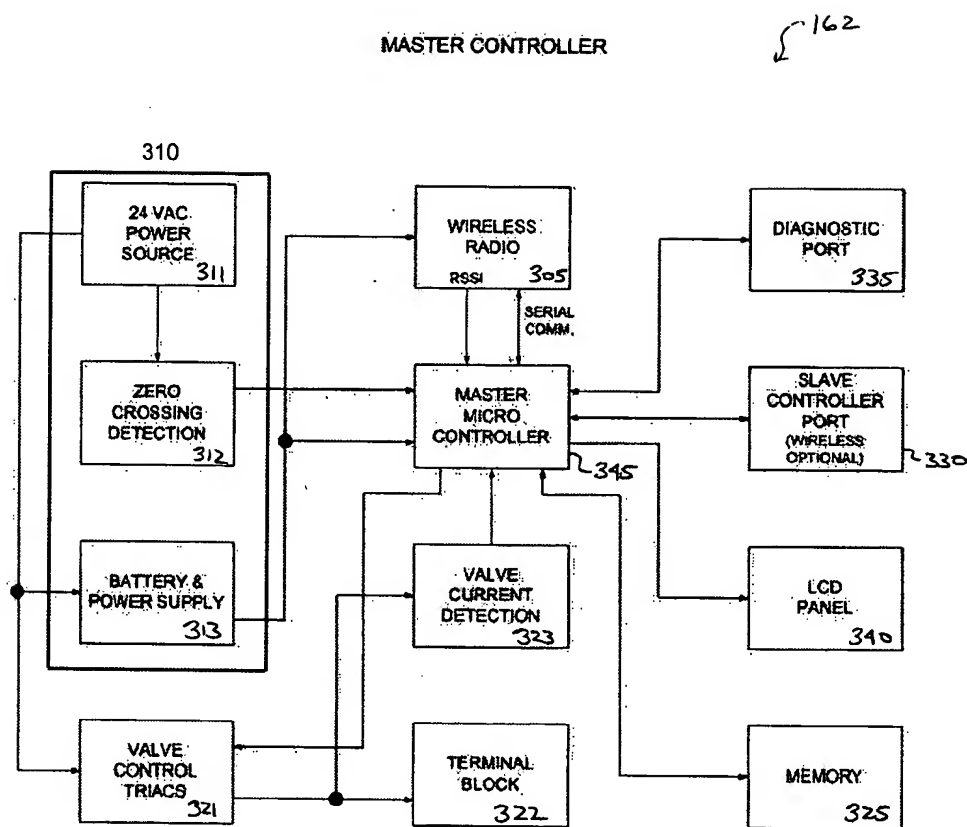 MASTER CONTROLLER
162
310
24 VAC
POWER
SOURCE
311
ZERO
CROSSING
DETECTION
312
BATTERY &
POWER SUPPLY
313
VALVE
CONTROL
TRIACS
321
WIRELESS
RADIO
305
RSSI
SERIAL
COMM.
MASTER
MICRO
CONTROLLER
345
VALVE
CURRENT
DETECTION
323
TERMINAL
BLOCK
322
DIAGNOSTIC
PORT
335
SLAVE
CONTROLLER
PORT
(WIRELESS
OPTIONAL)
330
LCD
PANEL
340
MEMORY
325